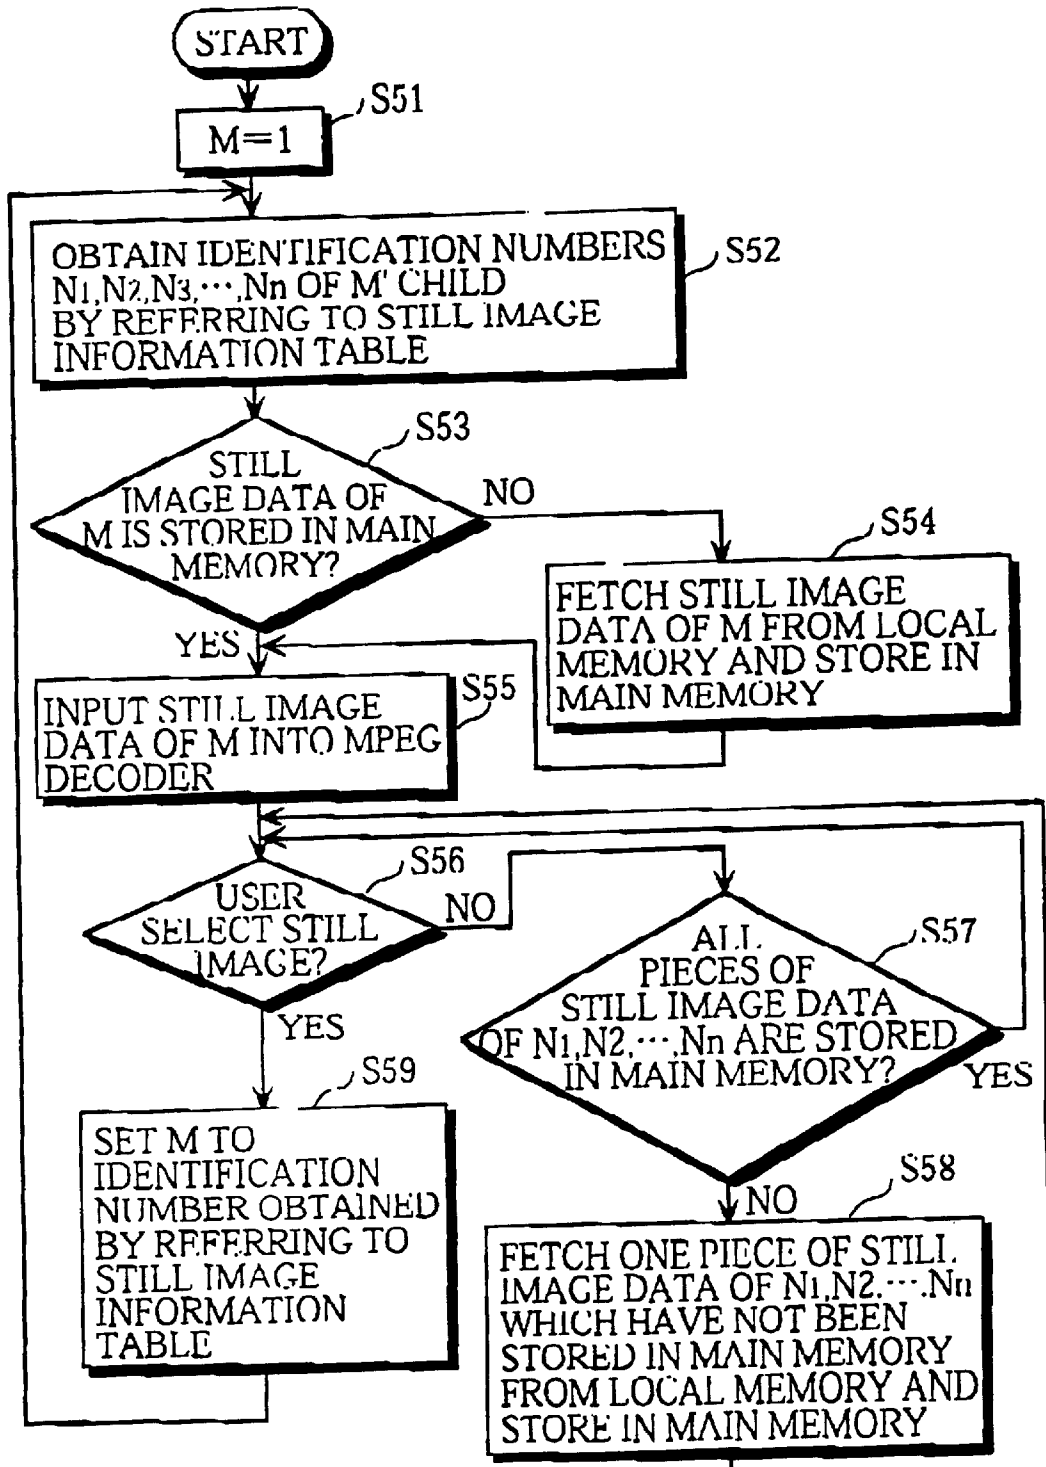 START
S51
M=1
S52
OBTAIN IDENTIFICATION NUMBERS
N1,N2,N3,···,Nn OF M' CHILD
BY REFERRING TO STILL IMAGE
INFORMATION TABLE
S53
STILL
IMAGE DATA OF
M IS STORED IN MAIN
MEMORY?
NO
YES
S54
FETCH STILL IMAGE
DATA OF M FROM LOCAL
MEMORY AND STORE IN
MAIN MEMORY
S55
INPUT STILL IMAGE
DATA OF M INTO MPEG
DECODER
S56
USER
SELECT STILL
IMAGE?
NO
YES
S57
ALL
PIECES OF
STILL IMAGE DATA
OF N1,N2,···,Nn ARE STORED
IN MAIN MEMORY?
YES
NO
S59
SET M TO
IDENTIFICATION
NUMBER OBTAINED
BY REFERRING TO
STILL IMAGE
INFORMATION
TABLE
S58
FETCH ONE PIECE OF STILL
IMAGE DATA OF N1,N2.···.Nn
WHICH HAVE NOT BEEN
STORED IN MAIN MEMORY
FROM LOCAL MEMORY AND
STORE IN MAIN MEMORY